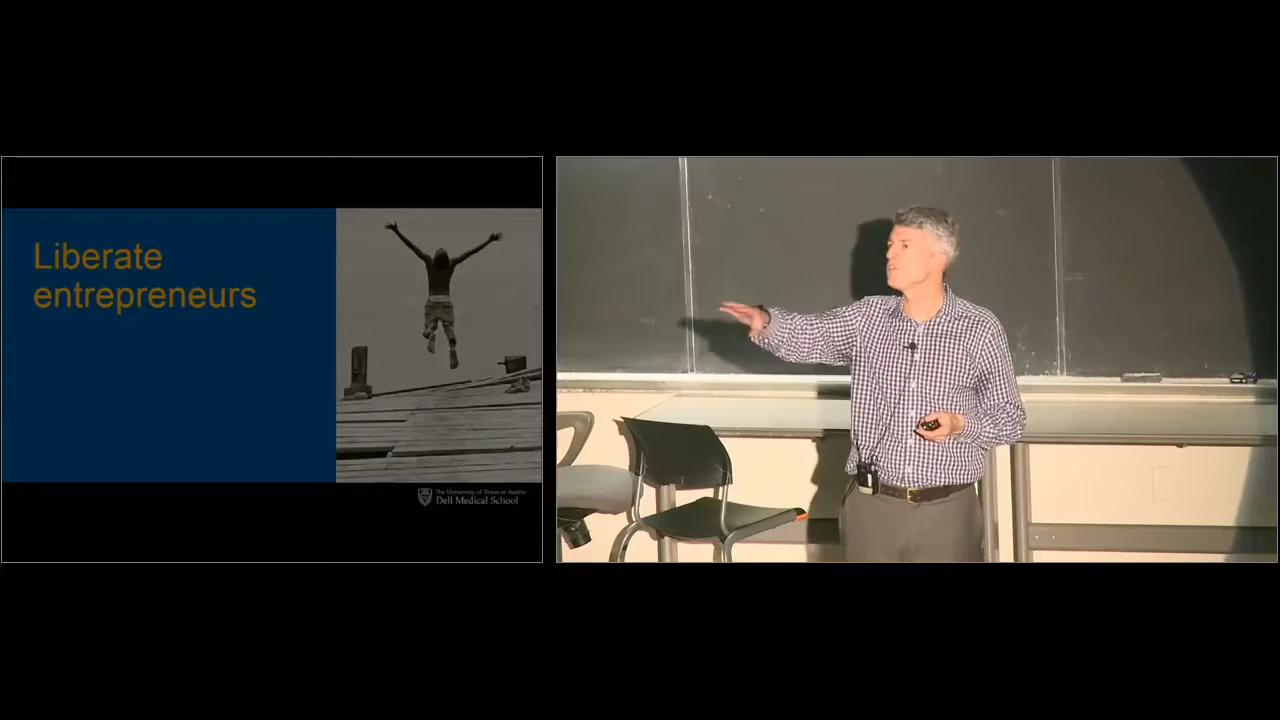 Liberate
entrepreneurs
The University of Texas at Austin
Dell Medical School